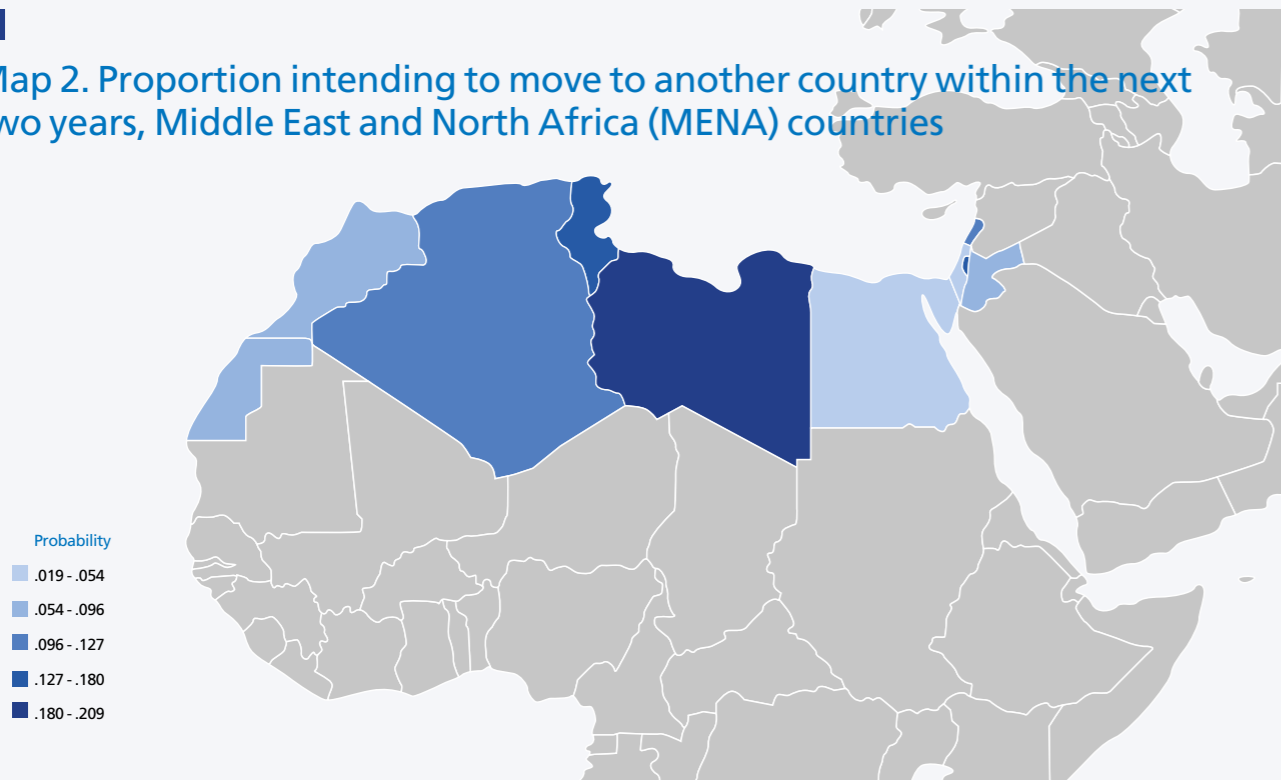 Map 2. Proportion intending to move to another country within the next
two years, Middle East and North Africa (MENA) countries
Probability
.019 - .054
.054 - .096
.096 - .127
.127 - .180
.180 - .209